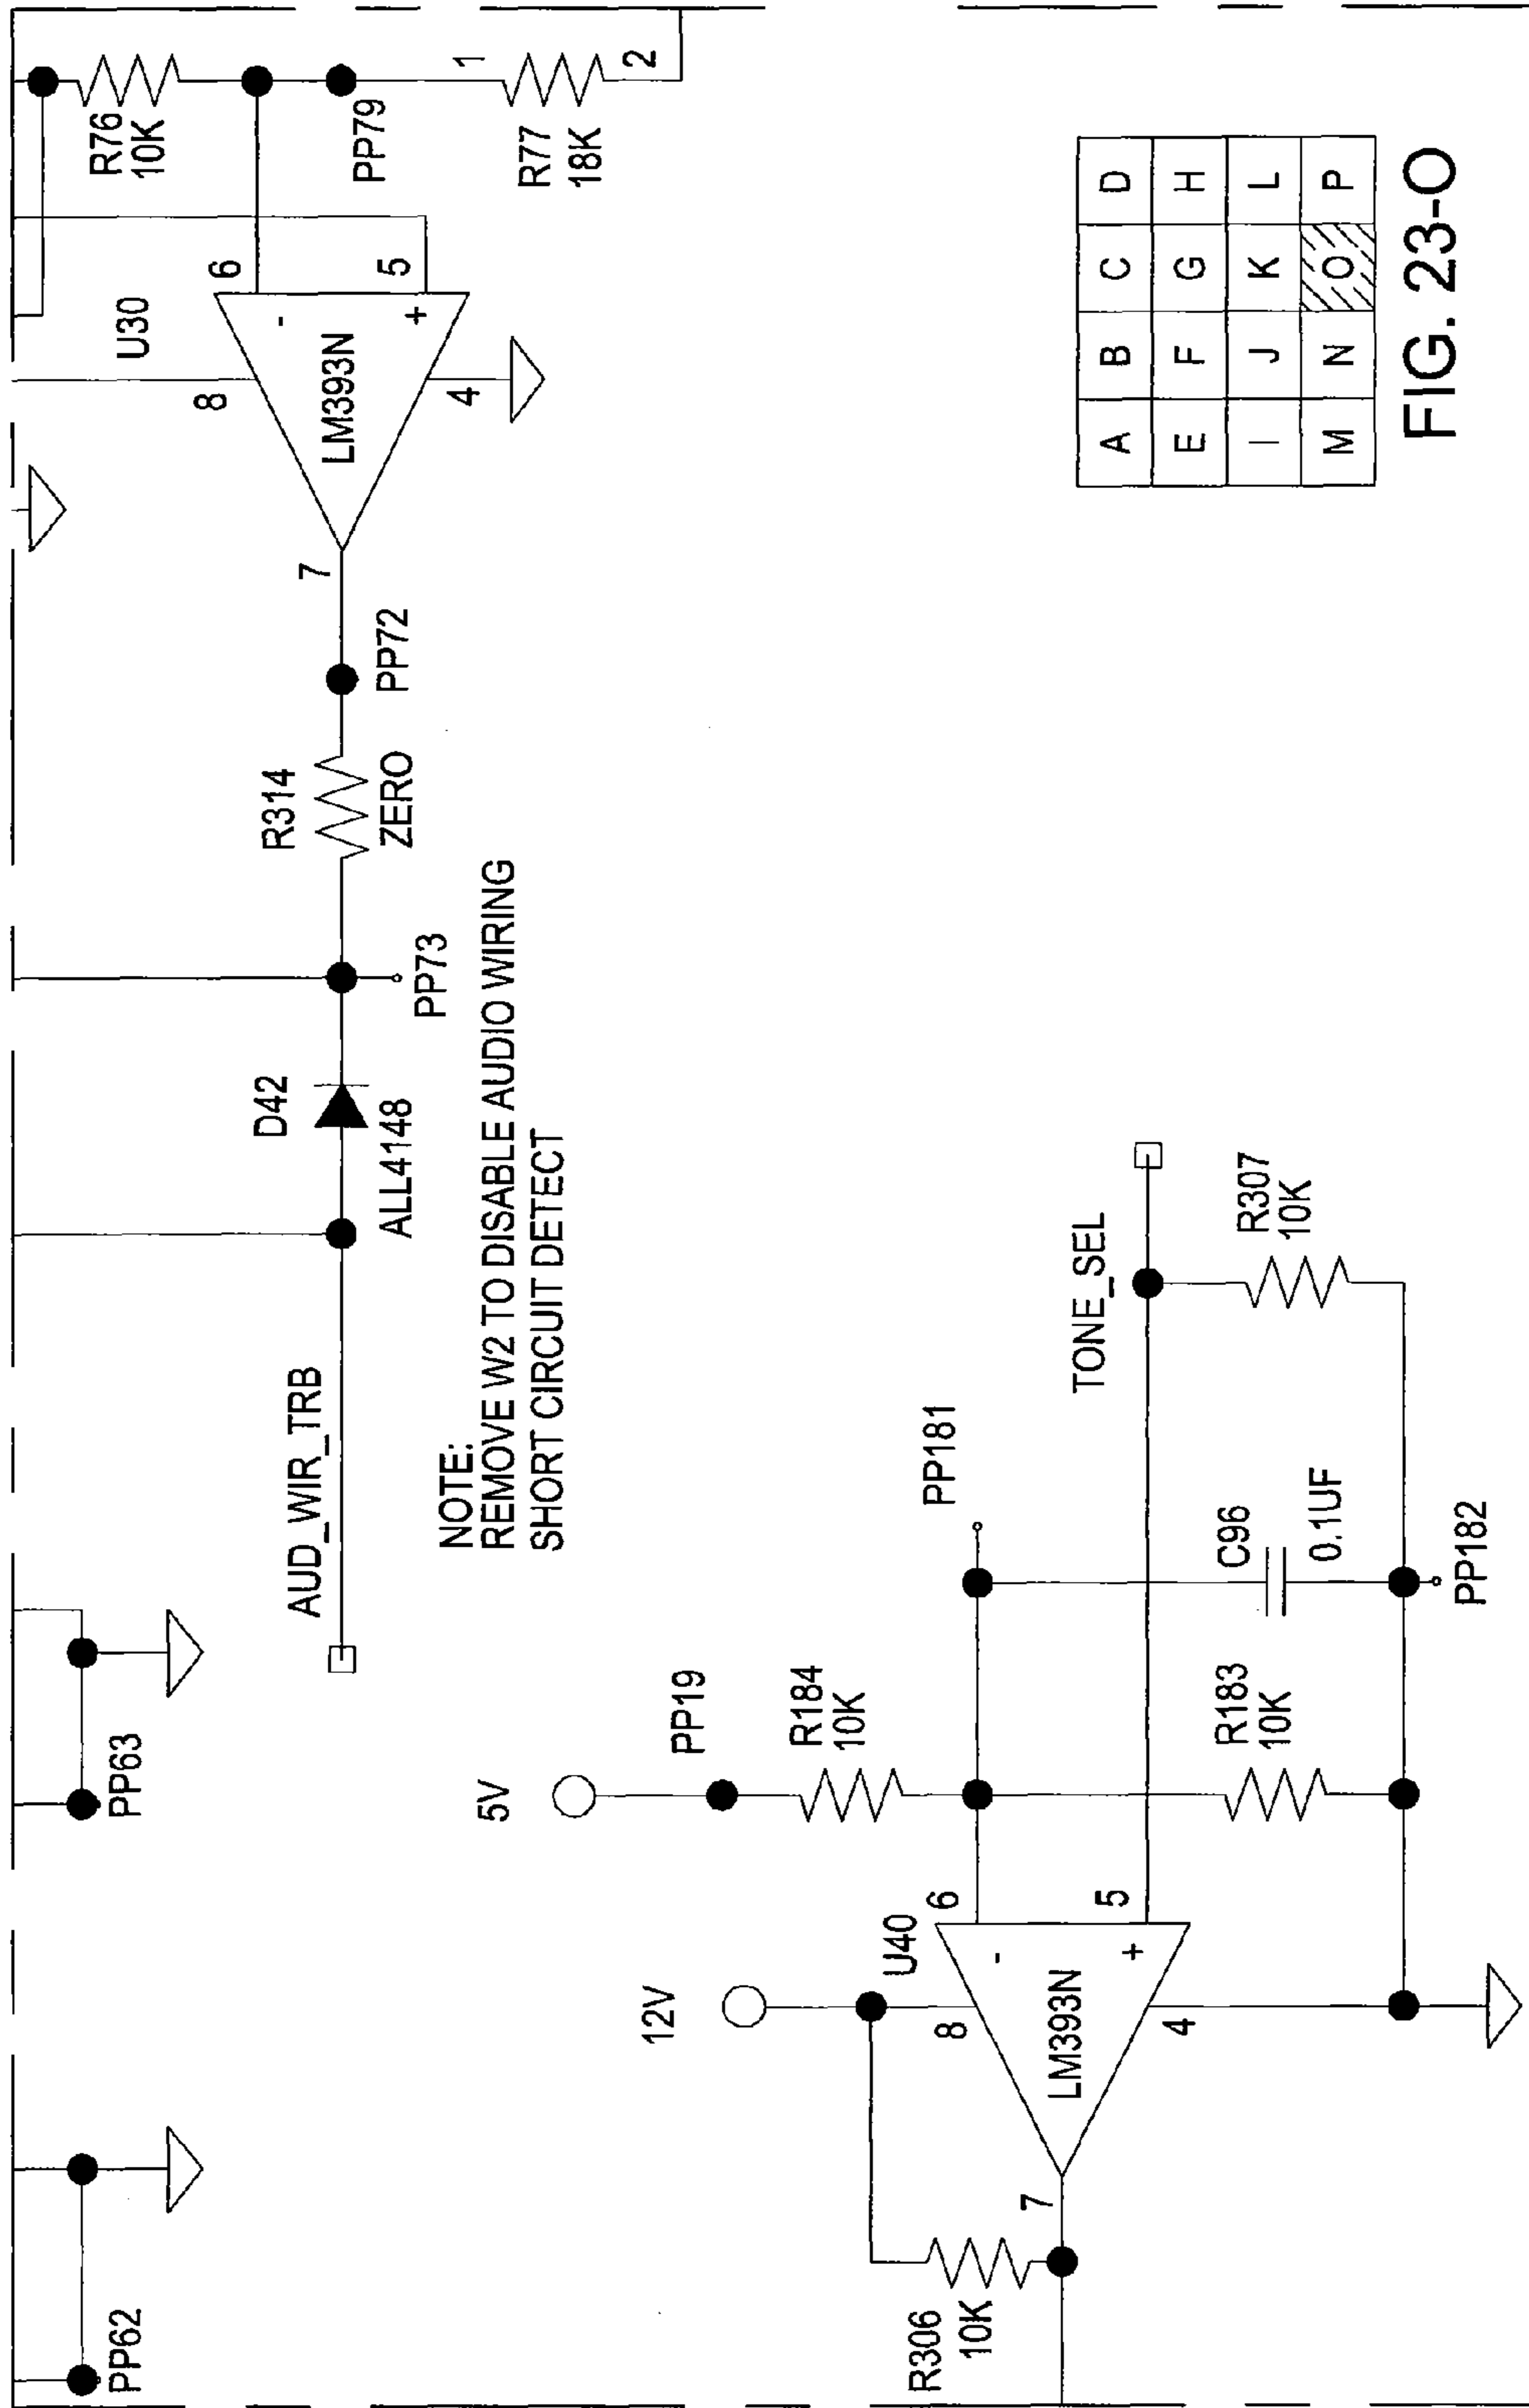 PP62
PP63
AUD_WIR_TRB
D42
ALL4148
PP73
R314
ZERO
PP72
7
8
U30
LM393N
-
+
6
5
4
R76
10K
PP79
1
R77
18K
2
NOTE:
REMOVE W2 TO DISABLE AUDIO WIRING
SHORT CIRCUIT DETECT
12V
5V
PP19
R184
10K
U40
8
6
-
LM393N
+
5
4
7
R306
10K
PP181
TONE_SEL
R183
10K
C96
0.1UF
R307
10K
PP182
A B C D
E F G H
I J K L
M N O P
FIG. 23-O